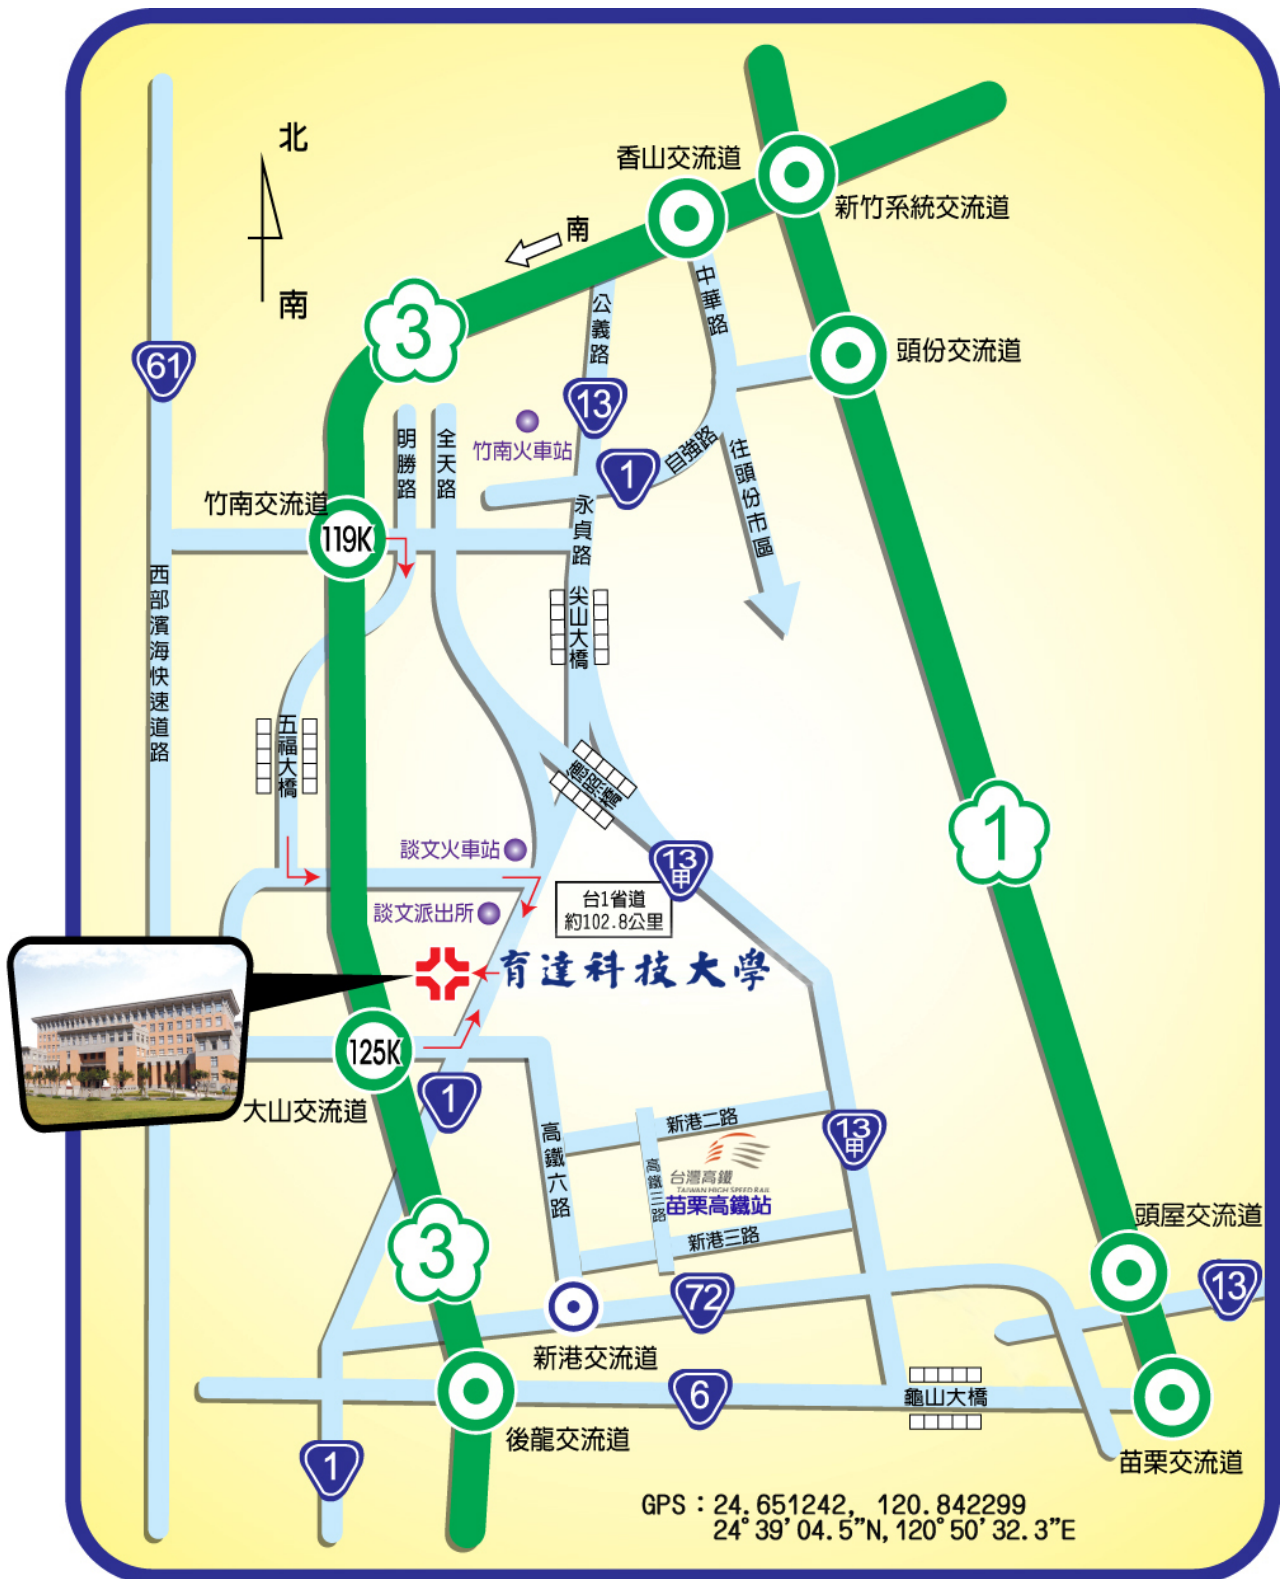 北
南
香山交流道
新竹系統交流道
南
中華路
公義路
3
61
頭份交流道
13
明勝路
全天路
竹南火車站
自強路
往頭份市區
1
竹南交流道
永貞路
119K
西部濱海快速道路
尖山大橋
五福大橋
德照橋
1
談文火車站
13甲
台1省道
約102.8公里
談文派出所
育達科技大學
125K
大山交流道
1
新港二路
13甲
高鐵六路
高鐵三路
台灣高鐵
TAIWAN HIGH SPEED RAIL
苗栗高鐵站
新港三路
3
頭屋交流道
72
13
新港交流道
6
龜山大橋
後龍交流道
1
苗栗交流道
GPS：24.651242, 120.842299
24°39'04.5"N, 120°50'32.3"E